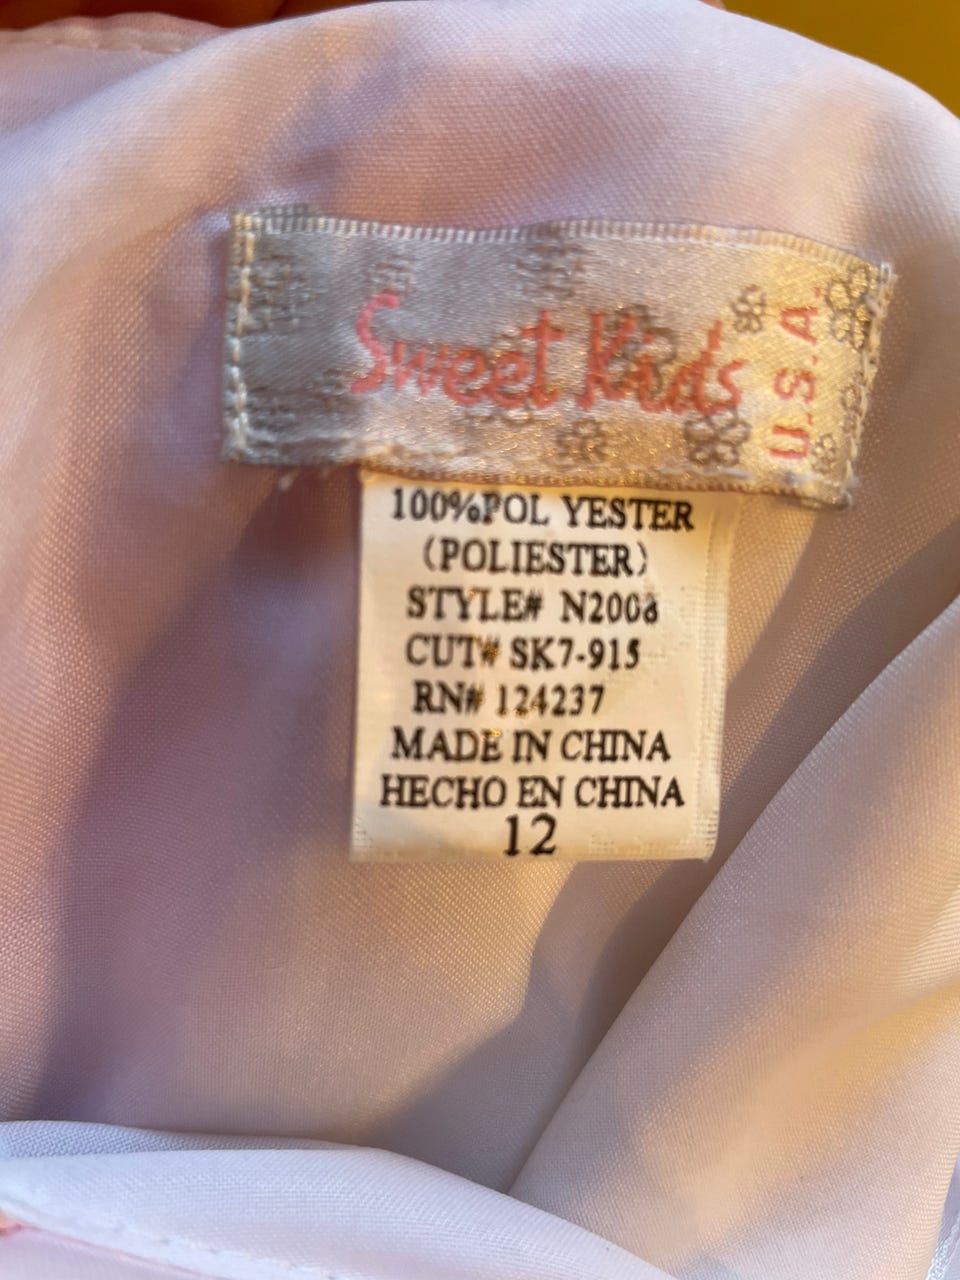 Sweet Kids
U.S.A.
100%POL YESTER
(POLIESTER)
STYLE# N2008
CUT# SK7-915
RN# 124237
MADE IN CHINA
HECHO EN CHINA
12